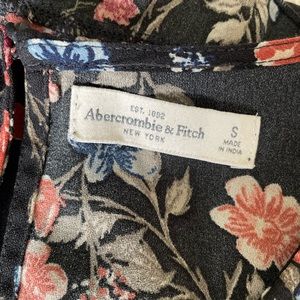 EST. 1892
Abercrombie & Fitch
NEW YORK
S
MADE
IN INDIA